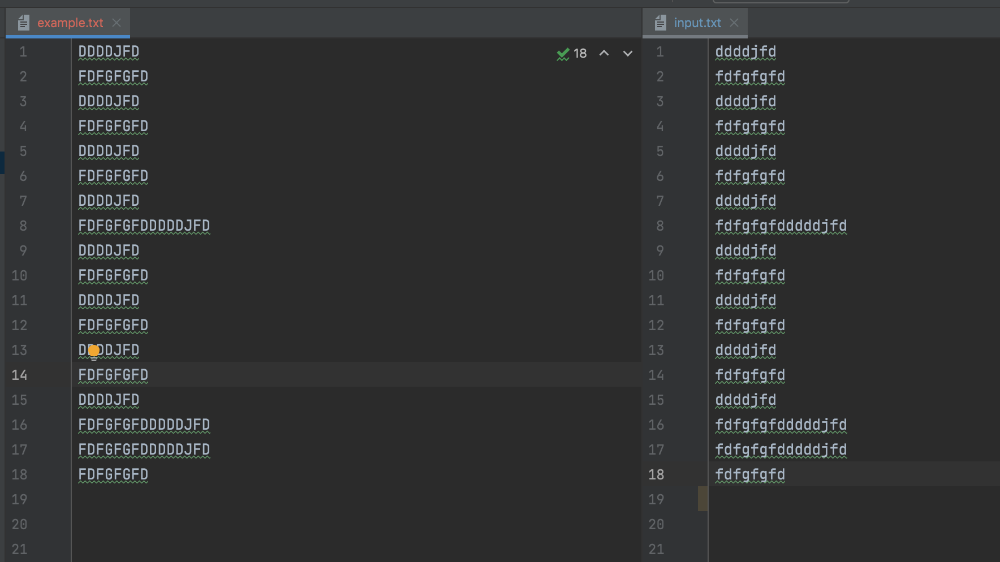 example.txt
1 DDDDJFD
2 FDFGFGFD
3 DDDDJFD
4 FDFGFGFD
5 DDDDJFD
6 FDFGFGFD
7 DDDDJFD
8 FDFGFGFDDDDDJFD
9 DDDDJFD
10 FDFGFGFD
11 DDDDJFD
12 FDFGFGFD
13 DDDDJFD
14 FDFGFGFD
15 DDDDJFD
16 FDFGFGFDDDDDJFD
17 FDFGFGFDDDDDJFD
18 FDFGFGFD
19
20
21
18
input.txt
1 ddddjfd
2 fdfgfgfd
3 ddddjfd
4 fdfgfgfd
5 ddddjfd
6 fdfgfgfd
7 ddddjfd
8 fdfgfgfdddddjfd
9 ddddjfd
10 fdfgfgfd
11 ddddjfd
12 fdfgfgfd
13 ddddjfd
14 fdfgfgfd
15 ddddjfd
16 fdfgfgfdddddjfd
17 fdfgfgfdddddjfd
18 fdfgfgfd
19
20
21